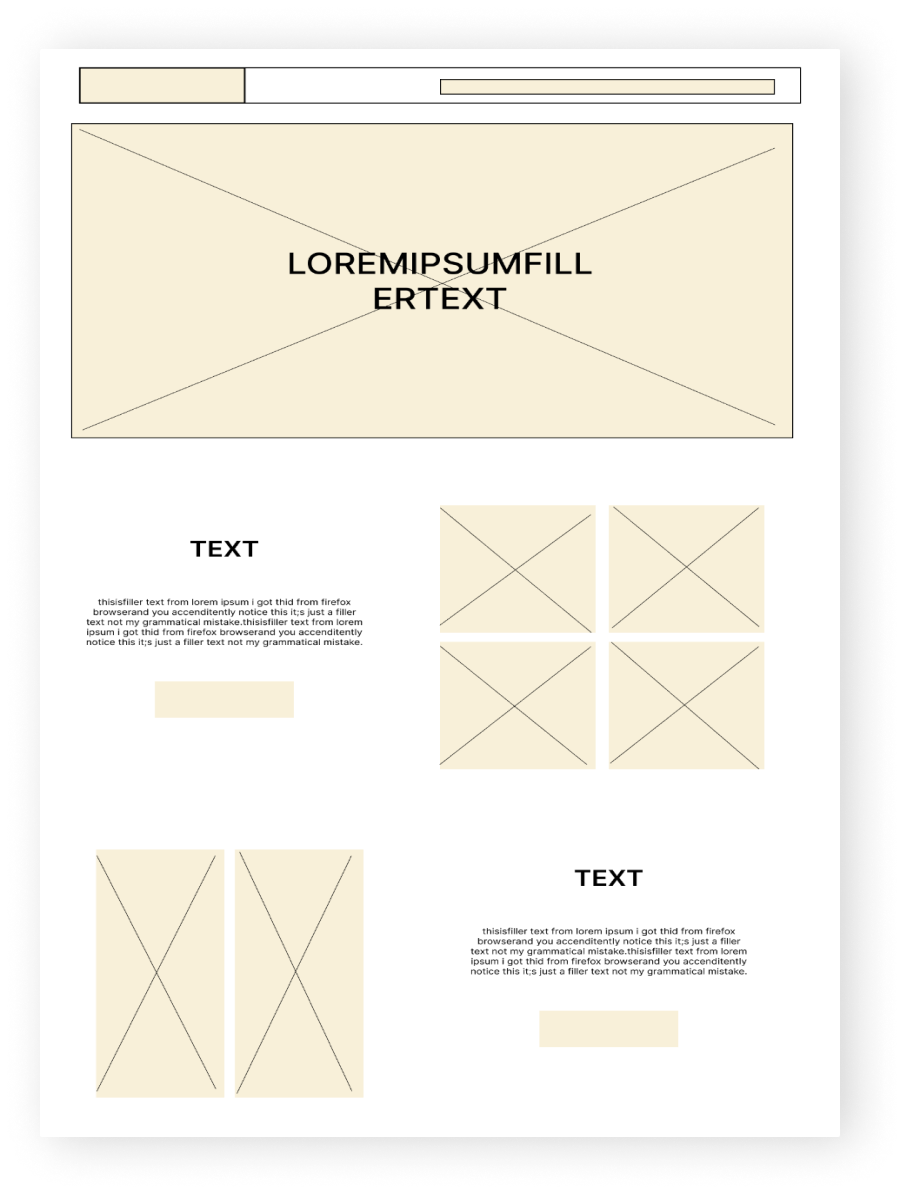 LOREMIPSUMFILL
ERTEXT
TEXT
thisisfiller text from lorem ipsum i got thid from firefox
browserand you accenditently notice this it;s just a filler
text not my grammatical mistake.thisisfiller text from lorem
ipsum i got thid from firefox browserand you accenditently
notice this it;s just a filler text not my grammatical mistake.
TEXT
thisisfiller text from lorem ipsum i got thid from firefox
browserand you accenditently notice this it;s just a filler
text not my grammatical mistake.thisisfiller text from lorem
ipsum i got thid from firefox browserand you accenditently
notice this it;s just a filler text not my grammatical mistake.